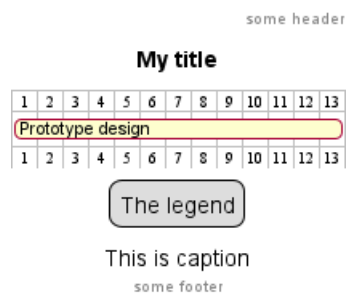 some header
My title
1 2 3 4 5 6 7 8 9 10 11 12 13
Prototype design
1 2 3 4 5 6 7 8 9 10 11 12 13
The legend
This is caption
some footer